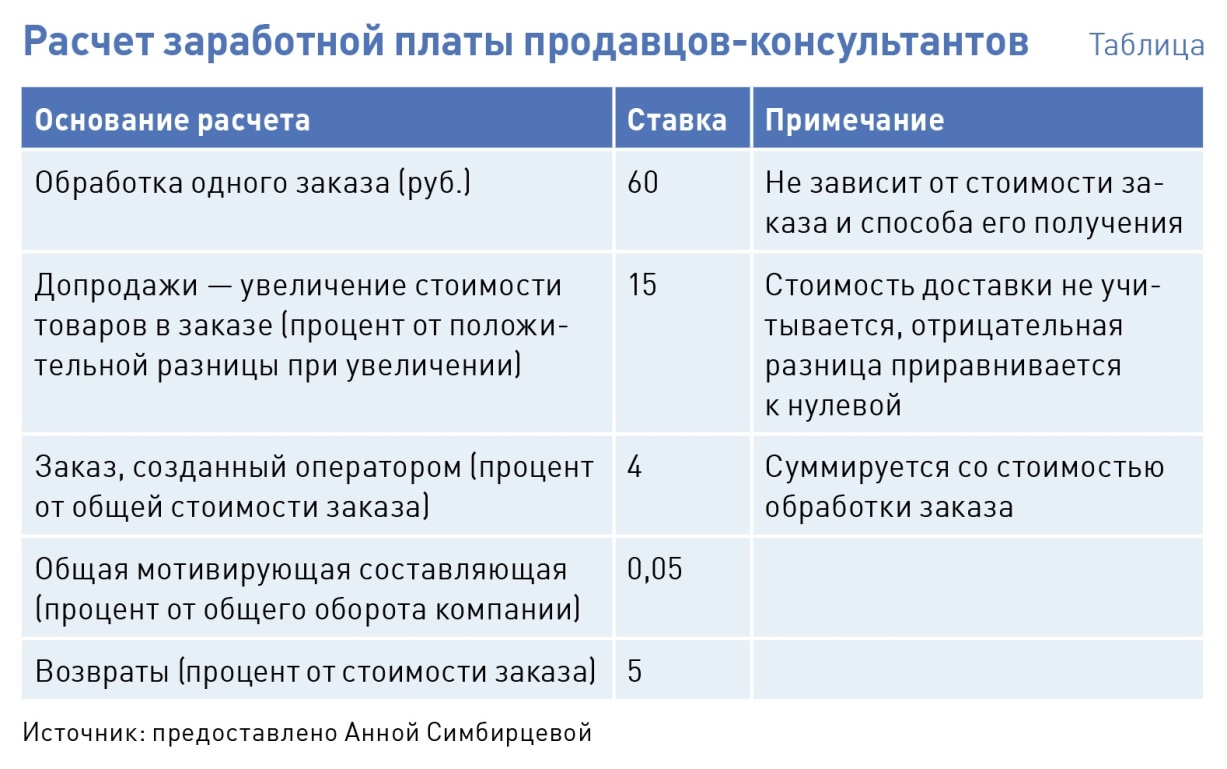 Расчет заработной платы продавцов-консультантов Таблица
Основание расчета Ставка Примечание
Обработка одного заказа (руб.) 60 Не зависит от стоимости за-
каза и способа его получения
Допродажи — увеличение стоимости 15 Стоимость доставки не учи-
товаров в заказе (процент от положи- тывается, отрицательная
тельной разницы при увеличении) разница приравнивается
к нулевой
Заказ, созданный оператором (процент 4 Суммируется со стоимостью
от общей стоимости заказа) обработки заказа
Общая мотивирующая составляющая 0,05
(процент от общего оборота компании)
Возвраты (процент от стоимости заказа) 5
Источник: предоставлено Анной Симбирцевой